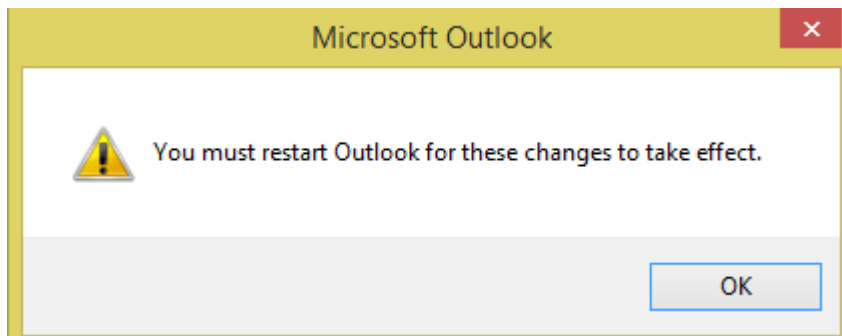 Microsoft Outlook
You must restart Outlook for these changes to take effect.
OK